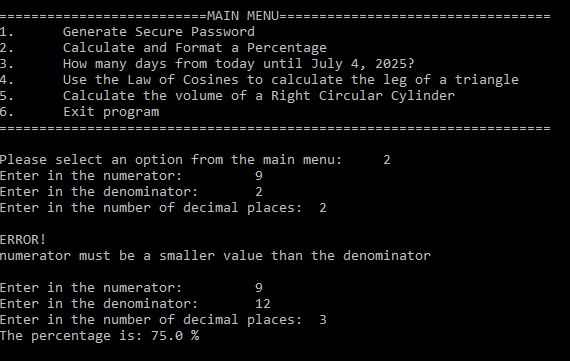 ==========================MAIN MENU==================================
1.      Generate Secure Password
2.      Calculate and Format a Percentage
3.      How many days from today until July 4, 2025?
4.      Use the Law of Cosines to calculate the leg of a triangle
5.      Calculate the volume of a Right Circular Cylinder
6.      Exit program
=====================================================================
Please select an option from the main menu:     2
Enter in the numerator:         9
Enter in the denominator:       2
Enter in the number of decimal places:  2
ERROR!
numerator must be a smaller value than the denominator
Enter in the numerator:         9
Enter in the denominator:       12
Enter in the number of decimal places:  3
The percentage is: 75.0 %